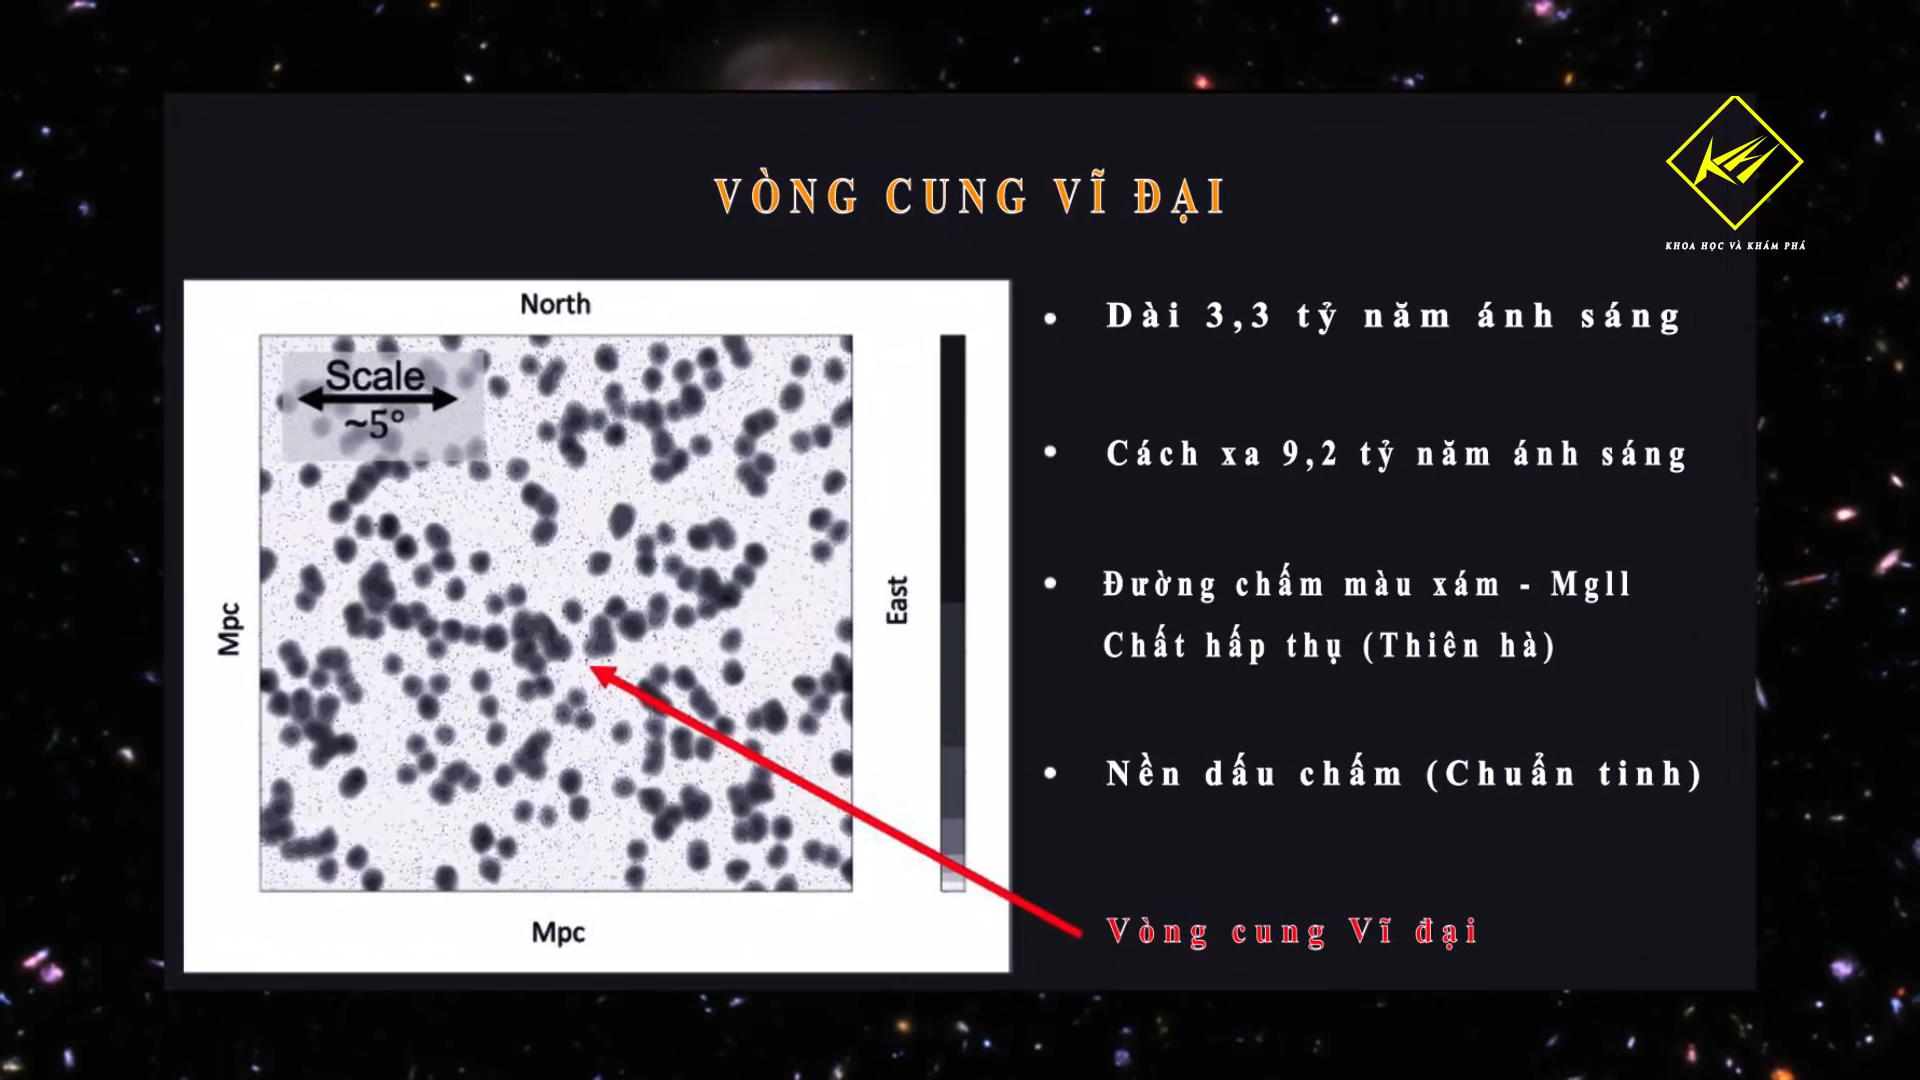 VÒNG CUNG VĨ ĐẠI
KHOA HỌC VÀ KHÁM PHÁ
North
Scale
~5°
Mpc
East
Mpc
Dài 3,3 tỷ năm ánh sáng
Cách xa 9,2 tỷ năm ánh sáng
Đường chấm màu xám - Mgll
Chất hấp thụ (Thiên hà)
Nền dấu chấm (Chuẩn tinh)
Vòng cung Vĩ đại